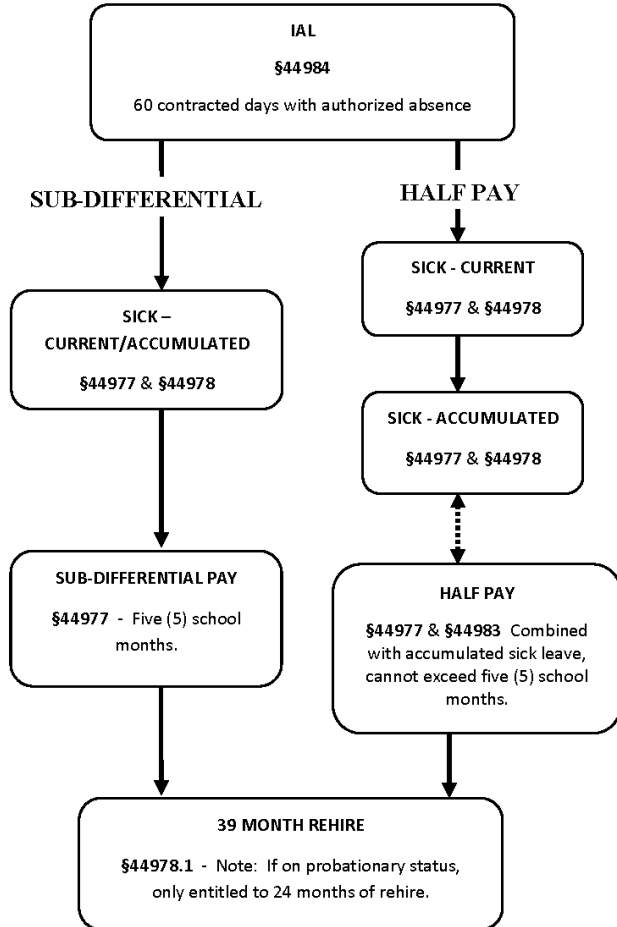 IAL
§44984
60 contracted days with authorized absence
SUB-DIFFERENTIAL
HALF PAY
SICK - CURRENT
§44977 & §44978
SICK –
CURRENT/ACCUMULATED
§44977 & §44978
SICK - ACCUMULATED
§44977 & §44978
SUB-DIFFERENTIAL PAY
§44977 - Five (5) school
months.
HALF PAY
§44977 & §44983 Combined
with accumulated sick leave,
cannot exceed five (5) school
months.
39 MONTH REHIRE
§44978.1 - Note: If on probationary status,
only entitled to 24 months of rehire.